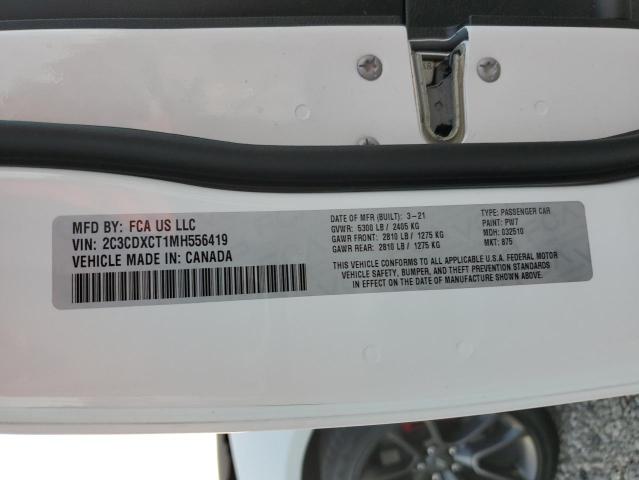 MFD BY: FCA US LLC
VIN: 2C3CDXCT1MH556419
VEHICLE MADE IN: CANADA
DATE OF MFR (BUILT): 3-21
GVWR: 5300 LB / 2405 KG
GAWR FRONT: 2810 LB / 1275 KG
GAWR REAR: 2810 LB / 1275 KG
TYPE: PASSENGER CAR
PAINT: PW7
MDH: 032510
MKT: 875
THIS VEHICLE CONFORMS TO ALL APPLICABLE U.S.A. FEDERAL MOTOR
VEHICLE SAFETY, BUMPER, AND THEFT PREVENTION STANDARDS
IN EFFECT ON THE DATE OF MANUFACTURE SHOWN ABOVE.